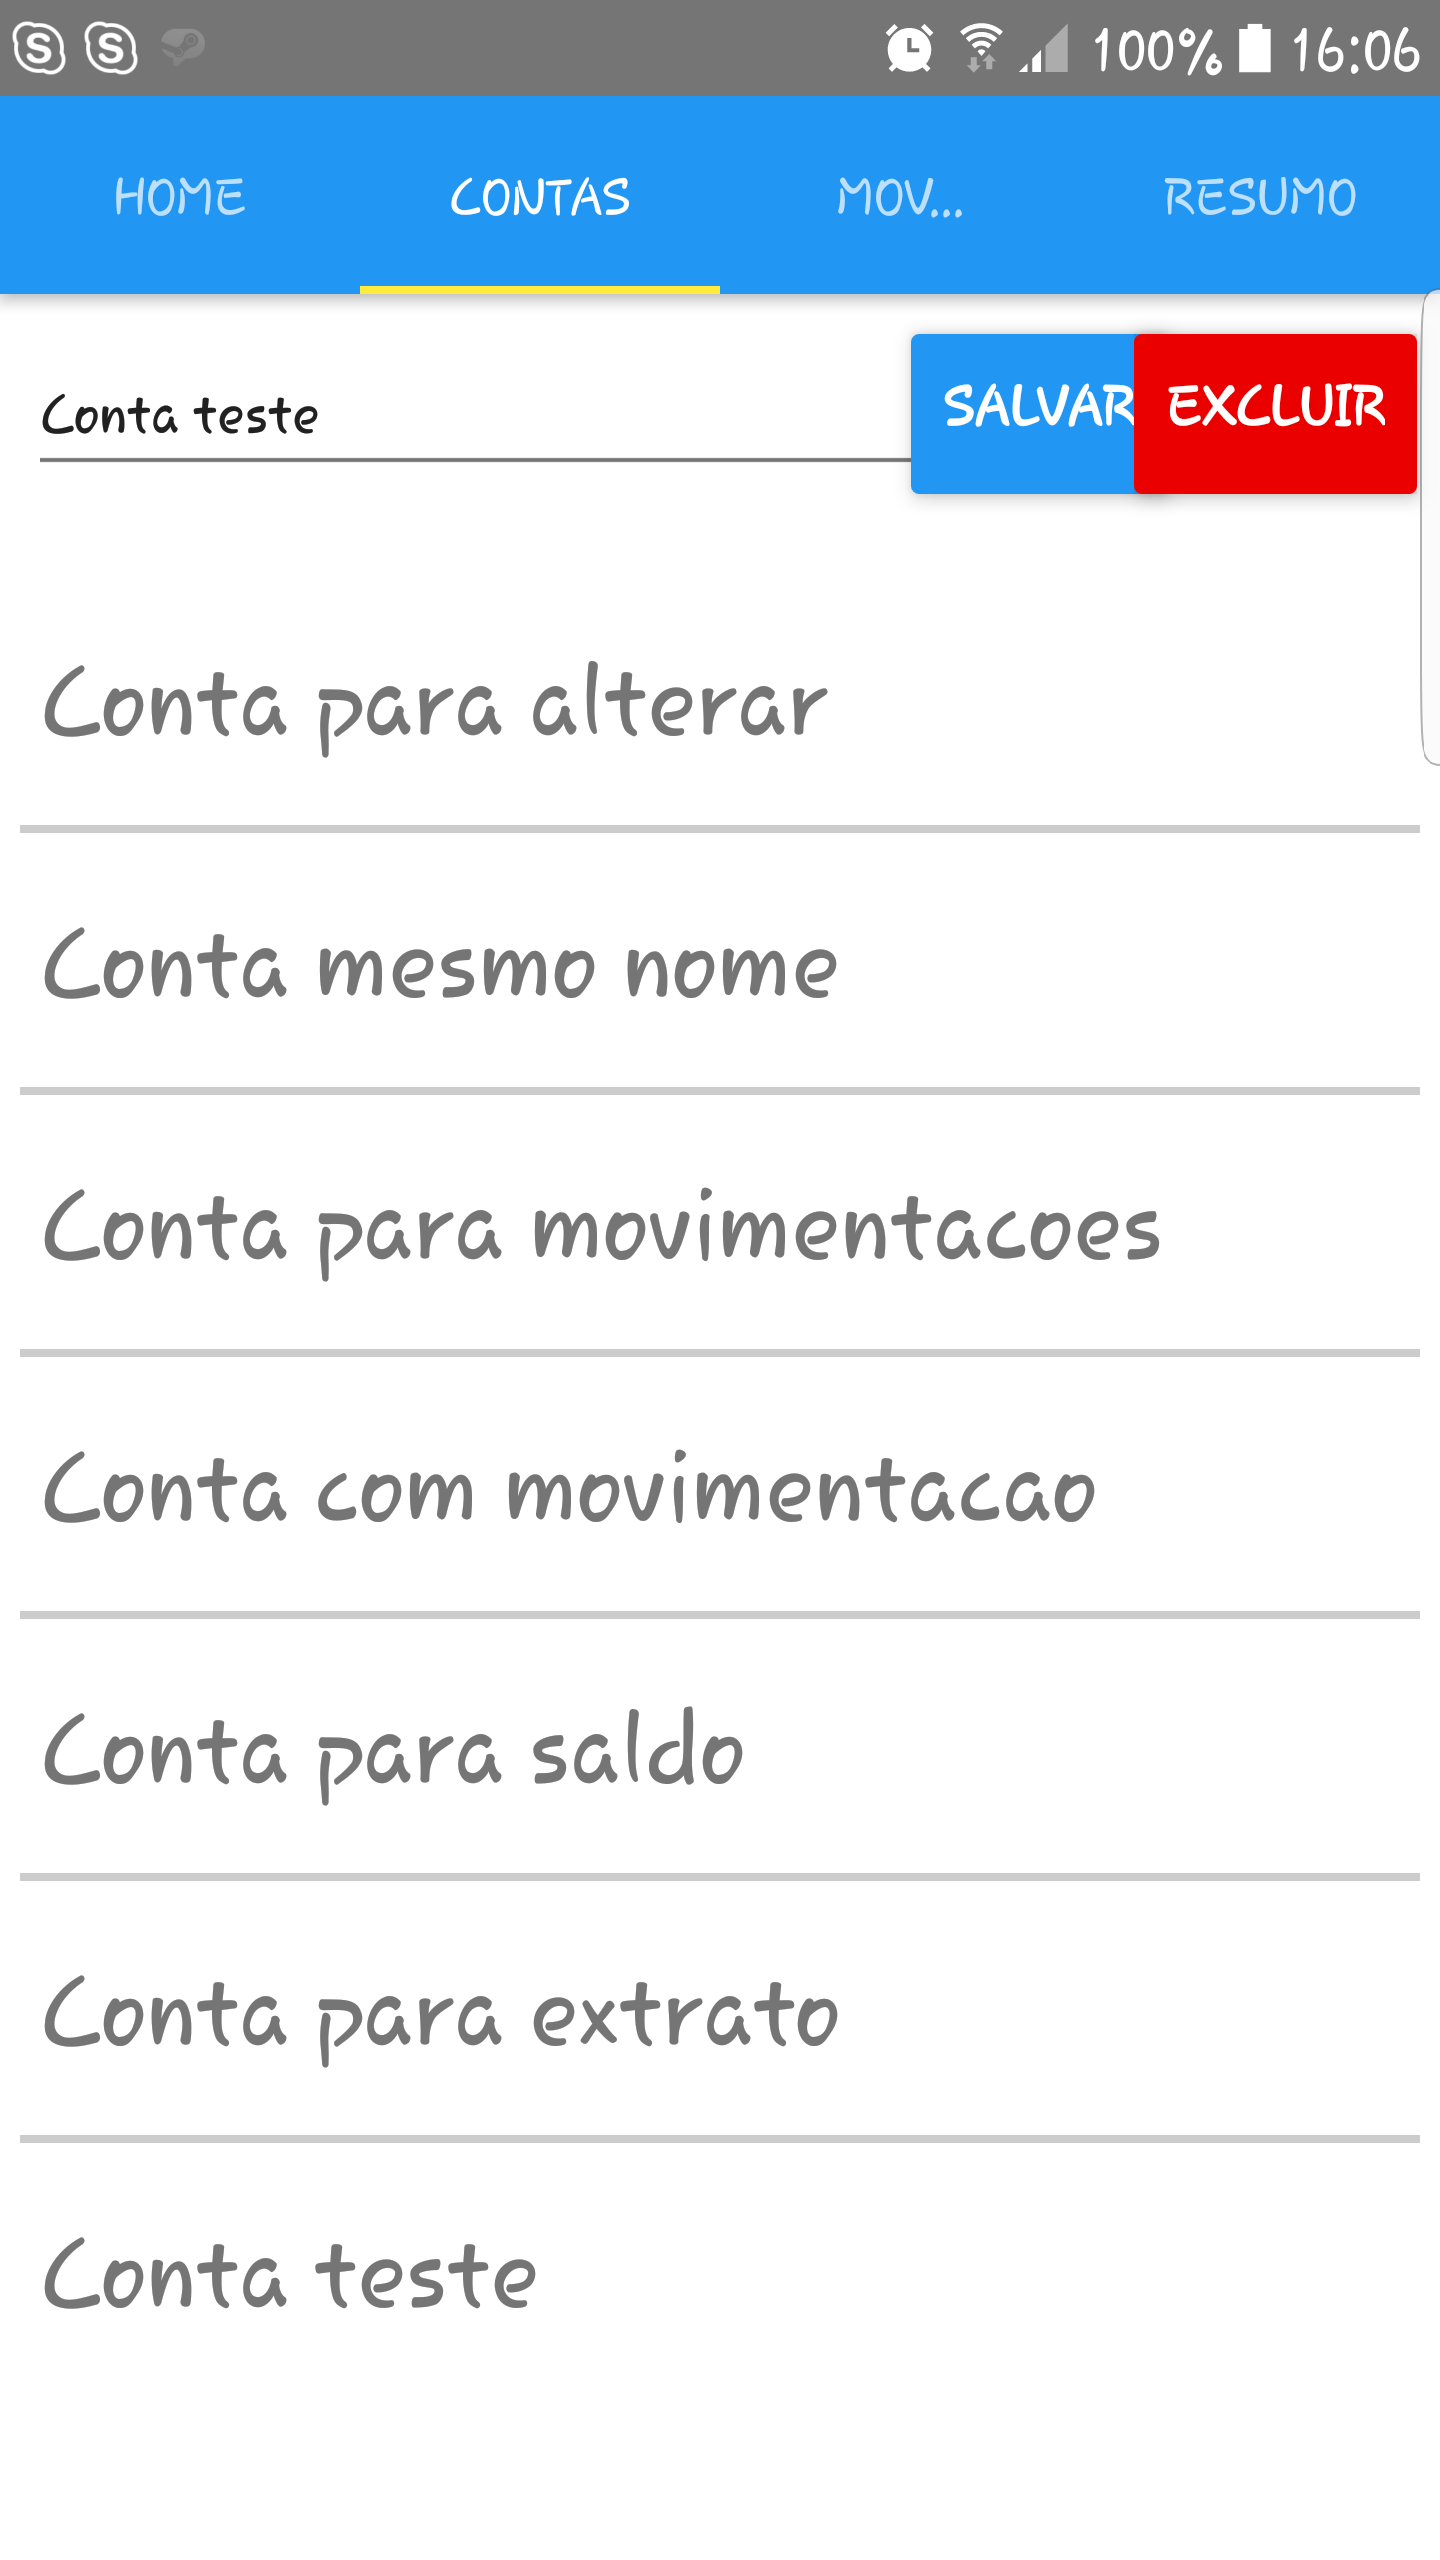 100% 16:06
HOME CONTAS MOV... RESUMO
Conta teste SALVAR EXCLUIR
Conta para alterar
Conta mesmo nome
Conta para movimentacoes
Conta com movimentacao
Conta para saldo
Conta para extrato
Conta teste